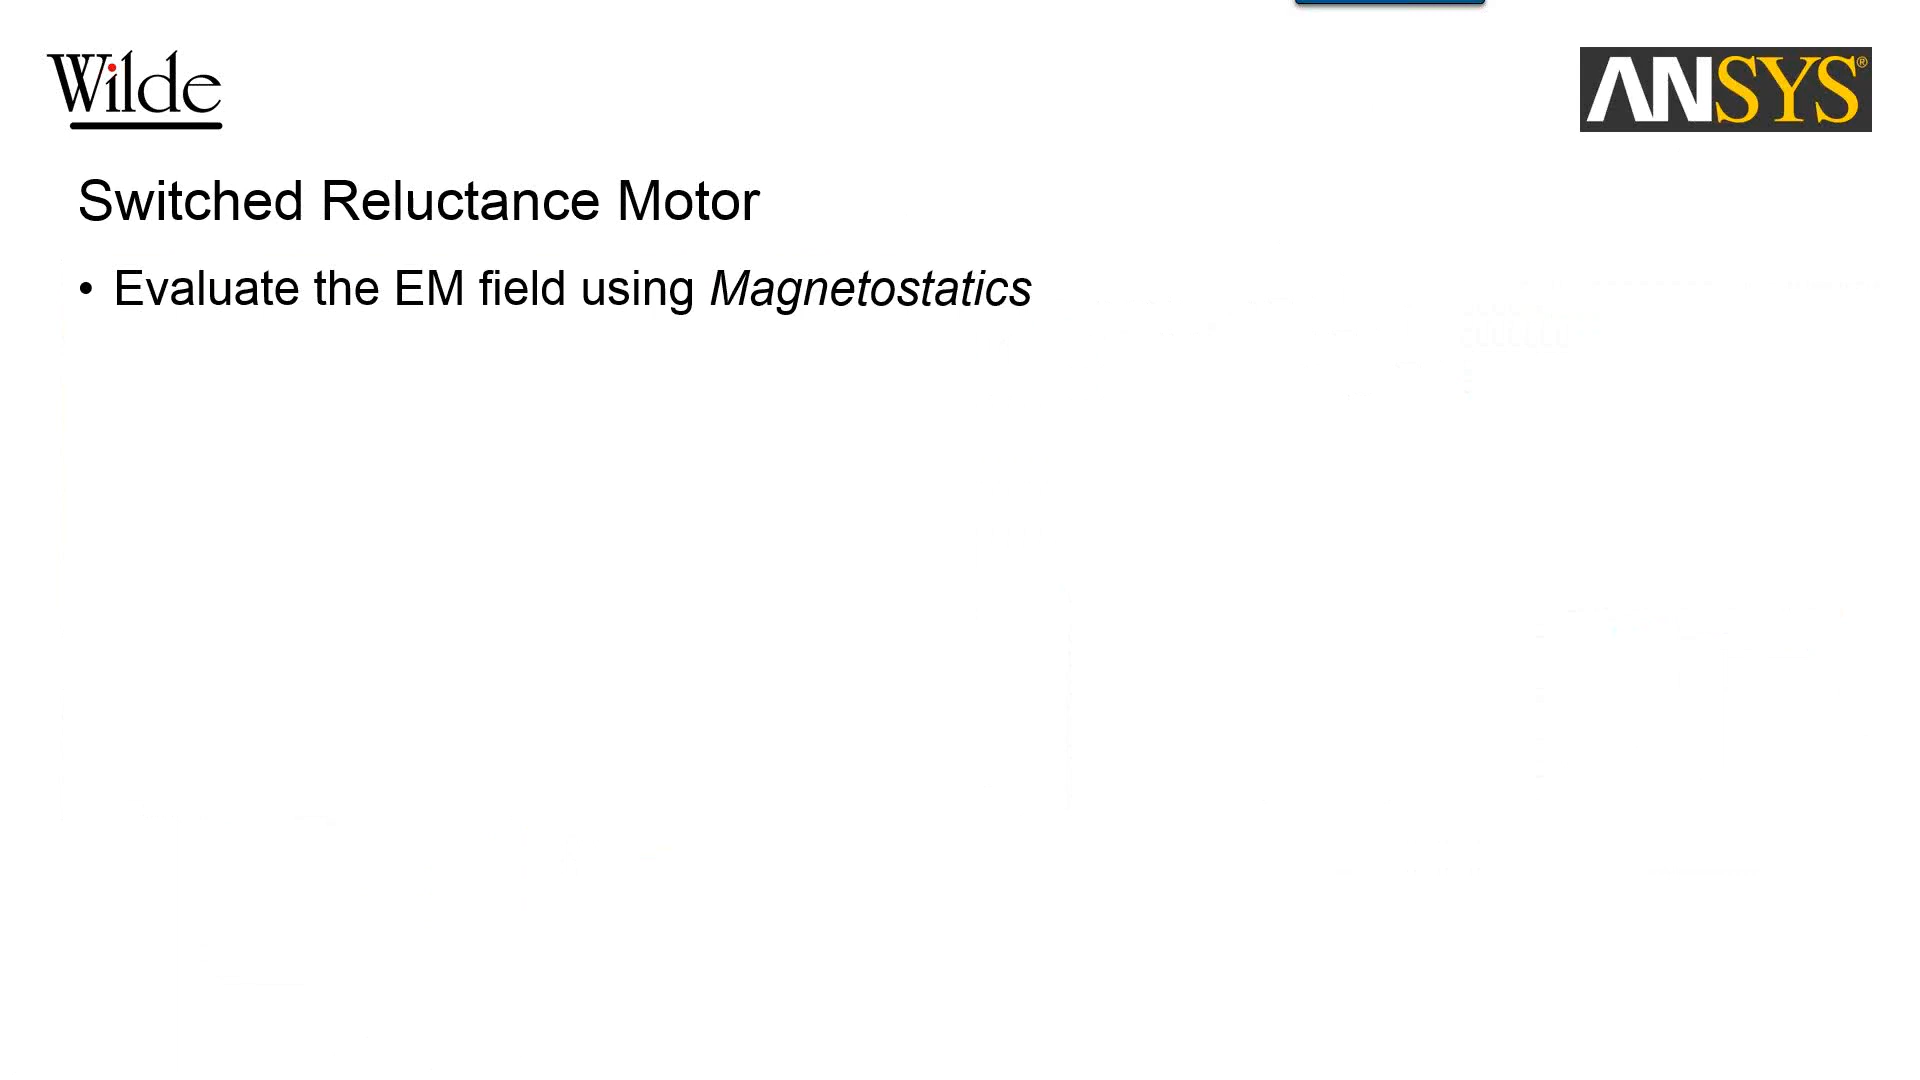 Wilde
ANSYS®
Switched Reluctance Motor
• Evaluate the EM field using Magnetostatics